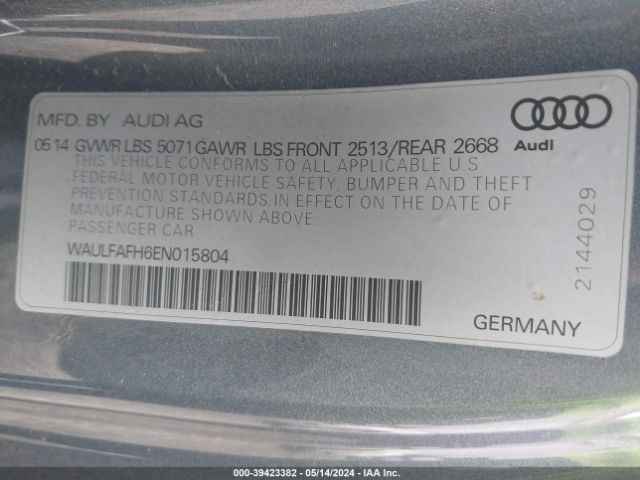 MFD. BY AUDI AG
0514 GVWR LBS 5071 GAWR LBS FRONT 2513/REAR 2668
Audi
THIS VEHICLE CONFORMS TO ALL APPLICABLE U S
FEDERAL MOTOR VEHICLE SAFETY, BUMPER AND THEFT
PREVENTION STANDARDS IN EFFECT ON THE DATE OF
MANUFACTURE SHOWN ABOVE
PASSENGER CAR
WAULFAFH6EN015804
2144029
GERMANY
000-39423382 - 05/14/2024 - IAA Inc.